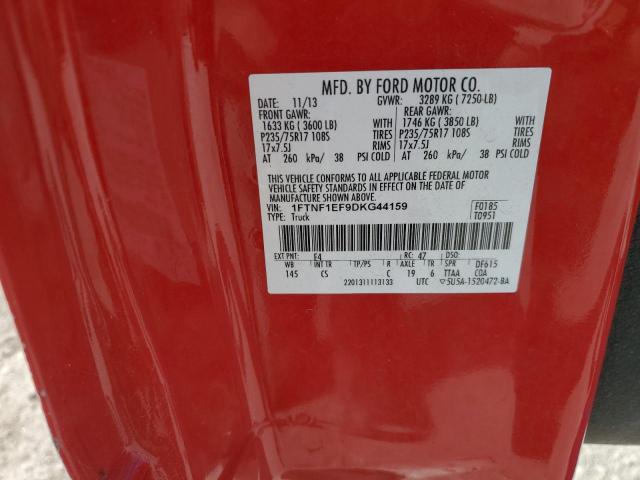 MFD. BY FORD MOTOR CO.
DATE: 11/13 GVWR: 3289 KG ( 7250 LB)
FRONT GAWR: REAR GAWR:
1633 KG ( 3600 LB) WITH 1746 KG ( 3850 LB) WITH
P235/75R17 108S TIRES P235/75R17 108S TIRES
17x7.5J RIMS 17x7.5J RIMS
AT 260 kPa/ 38 PSI COLD AT 260 kPa/ 38 PSI COLD
THIS VEHICLE CONFORMS TO ALL APPLICABLE FEDERAL MOTOR
VEHICLE SAFETY STANDARDS IN EFFECT ON THE DATE OF
MANUFACTURE SHOWN ABOVE.
VIN: 1FTNF1EF9DKG44159 F0185
TYPE: Truck T0951
EXT PNT: E4 RC: 47 DSO:
WB INT TR TP/PS R AXLE TR SPR DF615
145 CS C 19 6 TTAA CDA
2201311113133 UTC ▽5U5A-1520472-BA